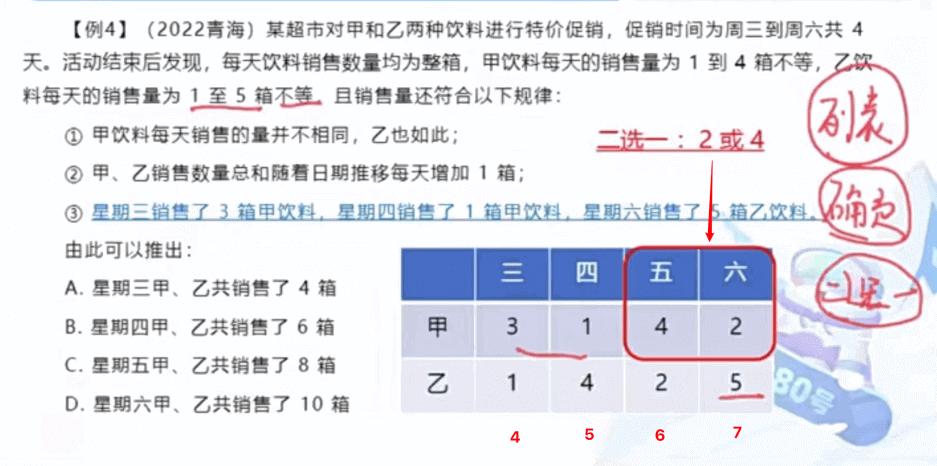 【例4】（2022青海）某超市对甲和乙两种饮料进行特价促销，促销时间为周三到周六共 4
天。活动结束后发现，每天饮料销售数量均为整箱，甲饮料每天的销售量为 1 到 4 箱不等，乙饮
料每天的销售量为 1 至 5 箱不等。且销售量还符合以下规律：
① 甲饮料每天销售的量并不相同，乙也如此；
② 甲、乙销售数量总和随着日期推移每天增加 1 箱；
③ 星期三销售了 3 箱甲饮料，星期四销售了 1 箱甲饮料，星期六销售了 5 箱乙饮料。
由此可以推出：
A. 星期三甲、乙共销售了 4 箱
B. 星期四甲、乙共销售了 6 箱
C. 星期五甲、乙共销售了 8 箱
D. 星期六甲、乙共销售了 10 箱
二选一：2 或 4
三 四 五 六
甲 3 1 4 2
乙 1 4 2 5
4 5 6 7
列表
确定
二选一
80号